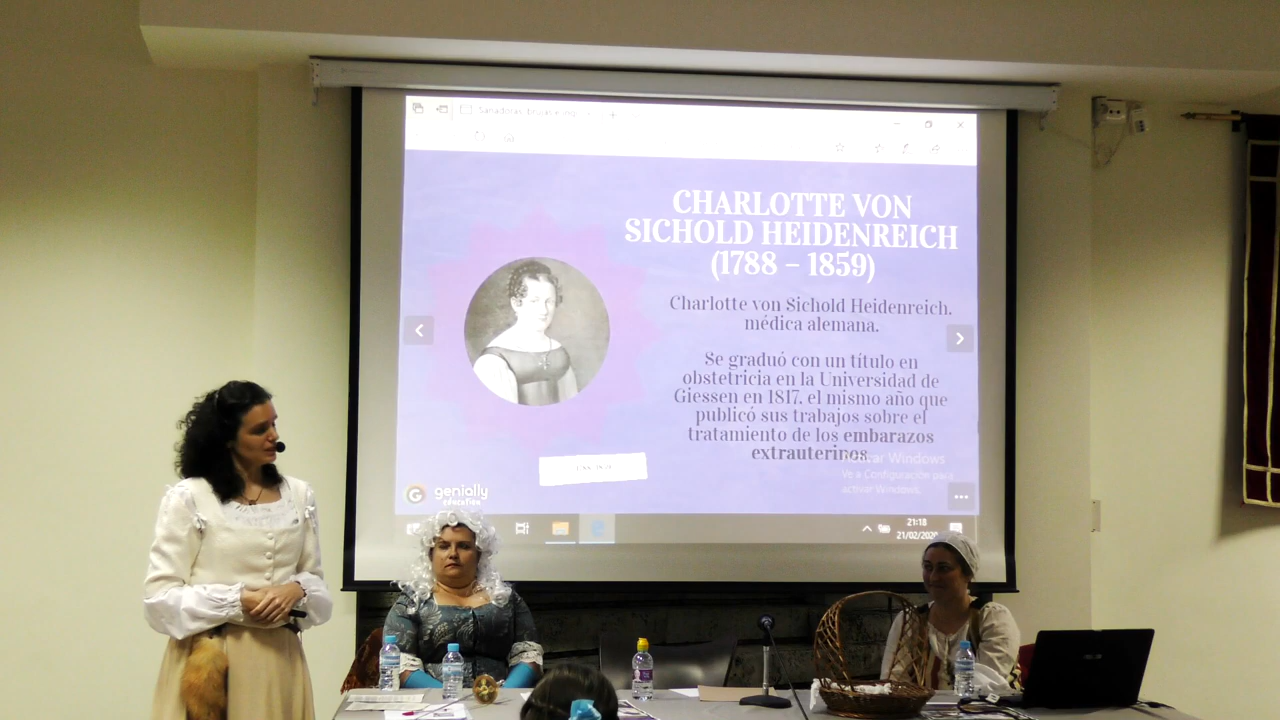 Sanadoras, brujas e
CHARLOTTE VON
SICHOLD HEIDENREICH
(1788 – 1859)
Charlotte von Sichold Heidenreich,
médica alemana.
Se graduó con un título en
obstetricia en la Universidad de
Giessen en 1817, el mismo año que
publicó sus trabajos sobre el
tratamiento de los embarazos
extrauterinos.
Activar Windows
Ve a Configuración para
activar Windows.
G genially
education
21:18
21/02/2020